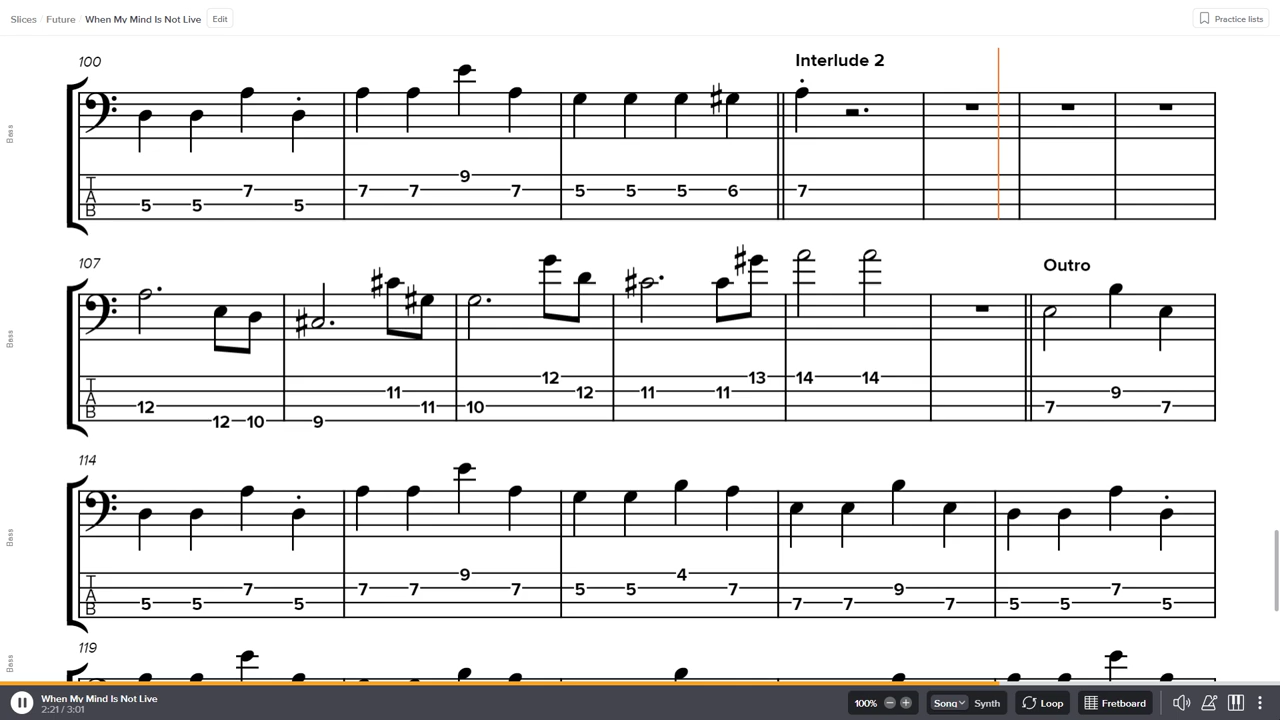 Slices / Future / When My Mind Is Not Live Edit Practice lists
100 Interlude 2
Bass
T A B 5 5 7 5 7 7 9 7 5 5 5 6 7
107 Outro
Bass
T A B 12 12 10 9 11 11 10 12 12 11 11 13 14 14 7 9 7
114
Bass
T A B 5 5 7 5 7 7 9 7 5 5 4 7 7 7 9 7 5 5 7 5
119
Bass
When My Mind Is Not Live
2:21 / 3:01
100% Song Synth Loop Fretboard